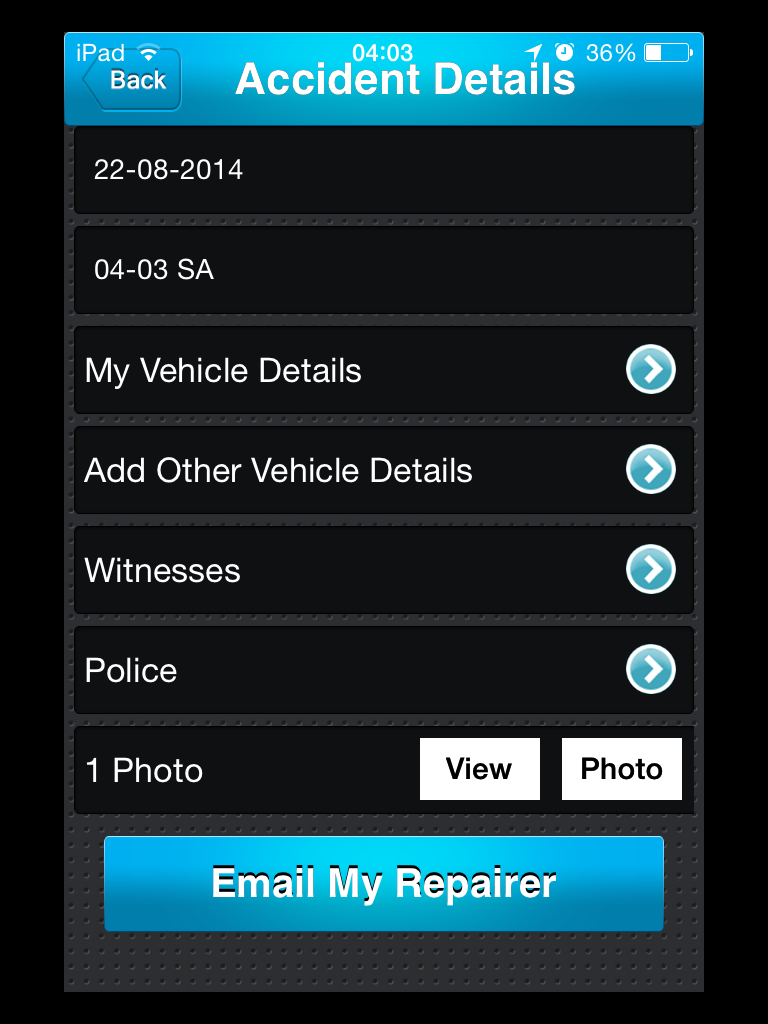 iPad 04:03 36%
Back Accident Details
22-08-2014
04-03 SA
My Vehicle Details
Add Other Vehicle Details
Witnesses
Police
1 Photo View Photo
Email My Repairer